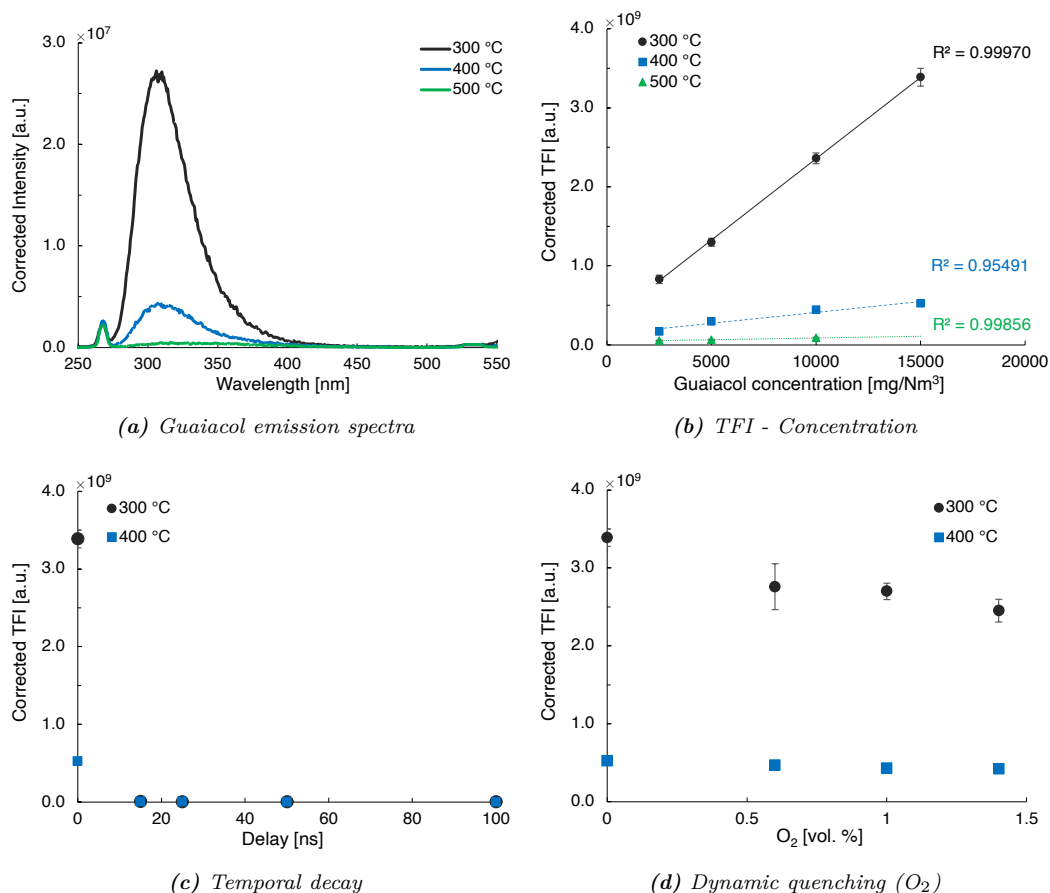 ×10⁷
3.0
2.0
1.0
0.0
250
300
350
400
450
500
550
Corrected Intensity [a.u.]
Wavelength [nm]
300 °C
400 °C
500 °C
(a) Guaiacol emission spectra
×10⁹
4.0
3.0
2.0
1.0
0.0
5000
10000
15000
20000
Corrected TFI [a.u.]
Guaiacol concentration [mg/Nm³]
300 °C
400 °C
500 °C
R² = 0.99970
R² = 0.95491
R² = 0.99856
(b) TFI - Concentration
×10⁹
4.0
3.0
2.0
1.0
0.0
0
20
40
60
80
100
Corrected TFI [a.u.]
Delay [ns]
300 °C
400 °C
(c) Temporal decay
×10⁹
4.0
3.0
2.0
1.0
0.0
0
0.5
1
1.5
Corrected TFI [a.u.]
O₂ [vol. %]
300 °C
400 °C
(d) Dynamic quenching (O₂)